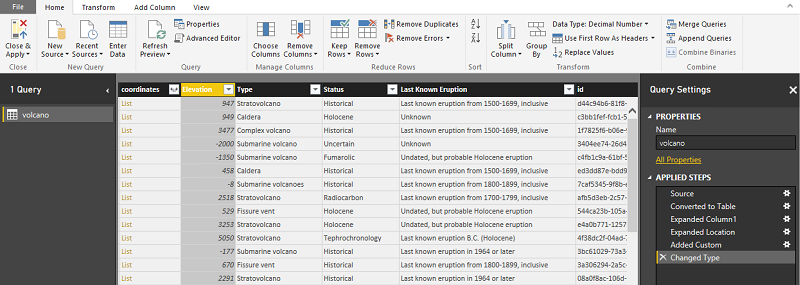 File Home Transform Add Column View
Close & Apply New Source Recent Sources Enter Data Refresh Preview Properties Advanced Editor Choose Columns Remove Columns Keep Rows Remove Rows Remove Duplicates Remove Errors Split Column Group By Data Type: Decimal Number Use First Row As Headers Replace Values Merge Queries Append Queries Combine Binaries
Close New Query Query Manage Columns Reduce Rows Sort Transform Combine
1 Query
volcano
coordinates Elevation Type Status Last Known Eruption id
List 947 Stratovolcano Historical Last known eruption from 1500-1699, inclusive d44c94b6-81f8-
List 949 Caldera Holocene Unknown c3bb1fef-fcb1-5
List 3477 Complex volcano Historical Last known eruption from 1500-1699, inclusive 1f7825f6-b06e-
List -2000 Submarine volcano Uncertain Unknown 3404ee74-26d4
List -1350 Submarine volcano Fumarolic Undated, but probable Holocene eruption c4fb1c9a-61bf-5
List 458 Caldera Historical Last known eruption from 1500-1699, inclusive ed3dd87e-bdd9
List -8 Submarine volcanoes Historical Last known eruption from 1800-1899, inclusive 7caf5345-9f8b-
List 2518 Stratovolcano Radiocarbon Last known eruption from 1700-1799, inclusive afb5d3eb-2c57-
List 529 Fissure vent Holocene Undated, but probable Holocene eruption 544ca23b-105a-
List 3253 Stratovolcano Holocene Undated, but probable Holocene eruption e4a0b771-1257
List 5050 Stratovolcano Tephrochronology Last known eruption B.C. (Holocene) 4f38dc2f-04ad-
List -177 Submarine volcano Historical Last known eruption in 1964 or later 3bc61029-73a3
List 670 Fissure vent Historical Last known eruption from 1800-1899, inclusive 3a306294-2a5c-
List 2291 Stratovolcano Historical Last known eruption in 1964 or later 08a0f8ac-106d-
Query Settings
PROPERTIES
Name
volcano
All Properties
APPLIED STEPS
Source
Converted to Table
Expanded Column1
Expanded Location
Added Custom
Changed Type